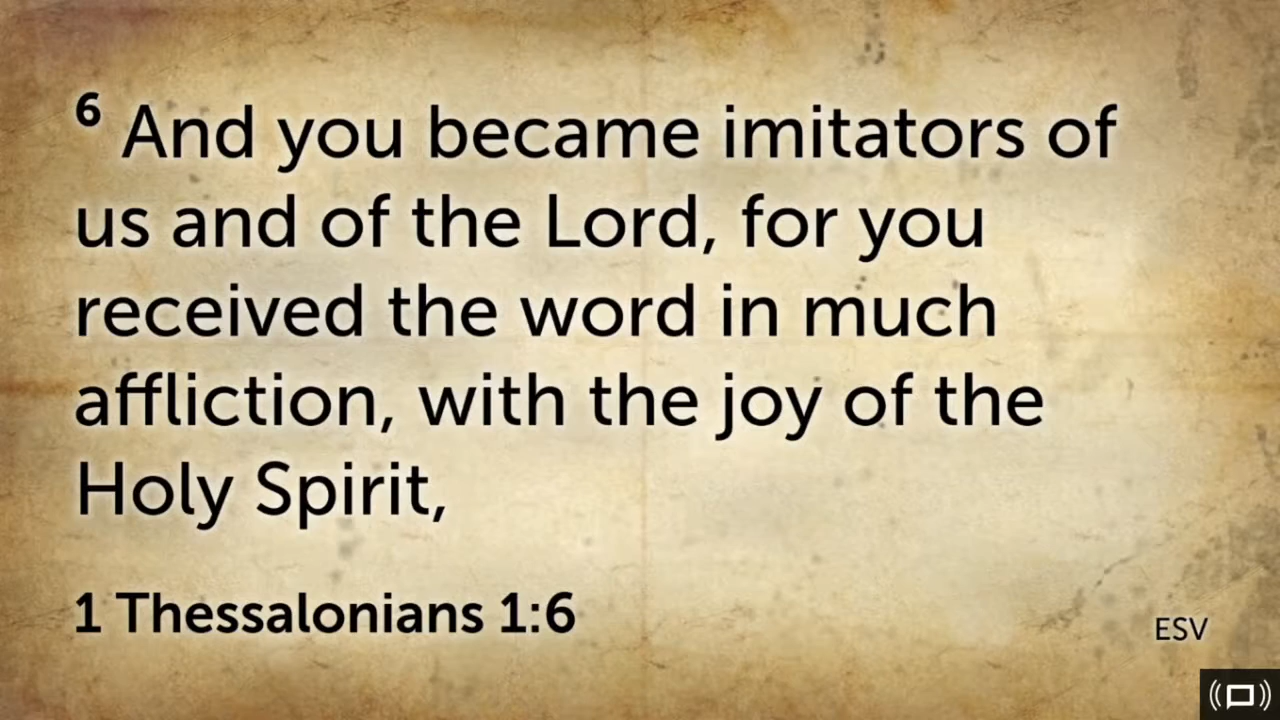 ⁶ And you became imitators of
us and of the Lord, for you
received the word in much
affliction, with the joy of the
Holy Spirit,
1 Thessalonians 1:6
ESV